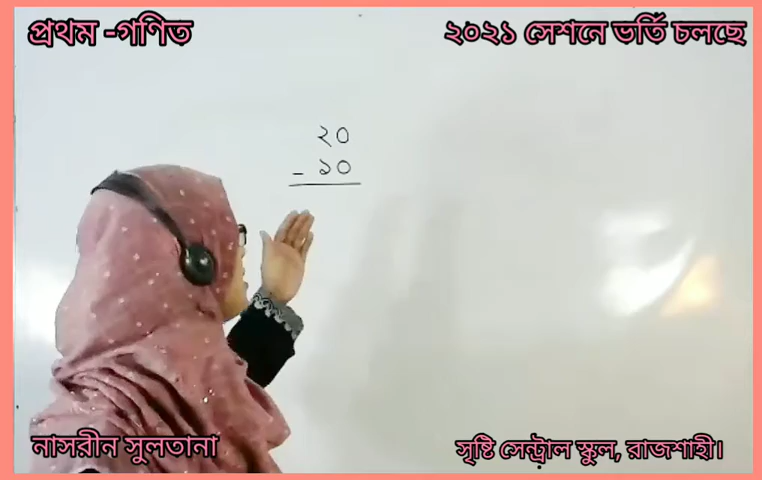 প্রথম -গণিত
২০২১ সেশনে ভর্তি চলছে
২০
- ১০
নাসরীন সুলতানা
সৃষ্টি সেন্ট্রাল স্কুল, রাজশাহী।